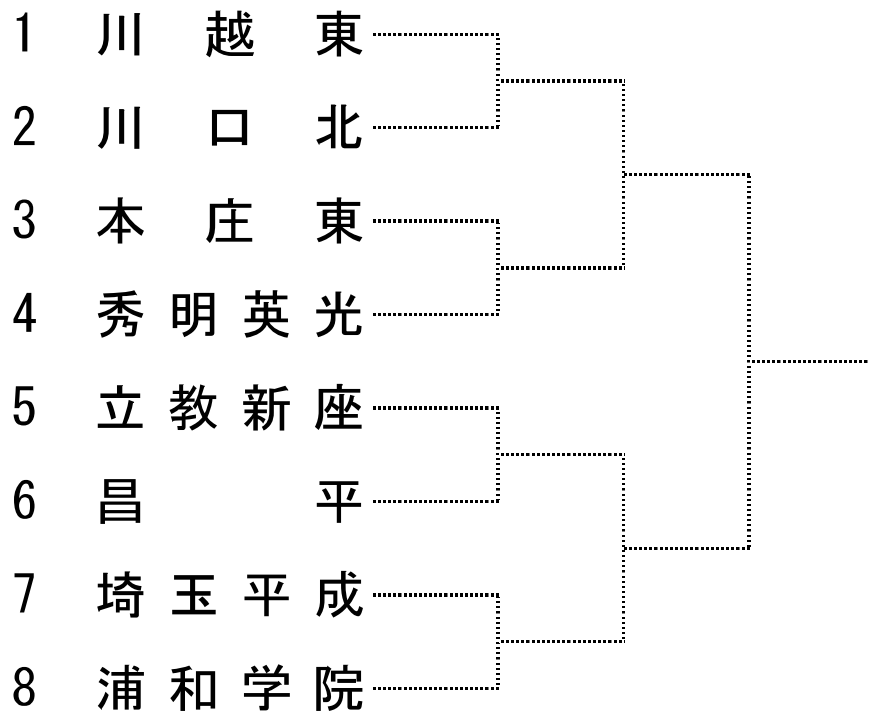 1 川越東
2 川口北
3 本庄東
4 秀明英光
5 立教新座
6 昌平
7 埼玉平成
8 浦和学院